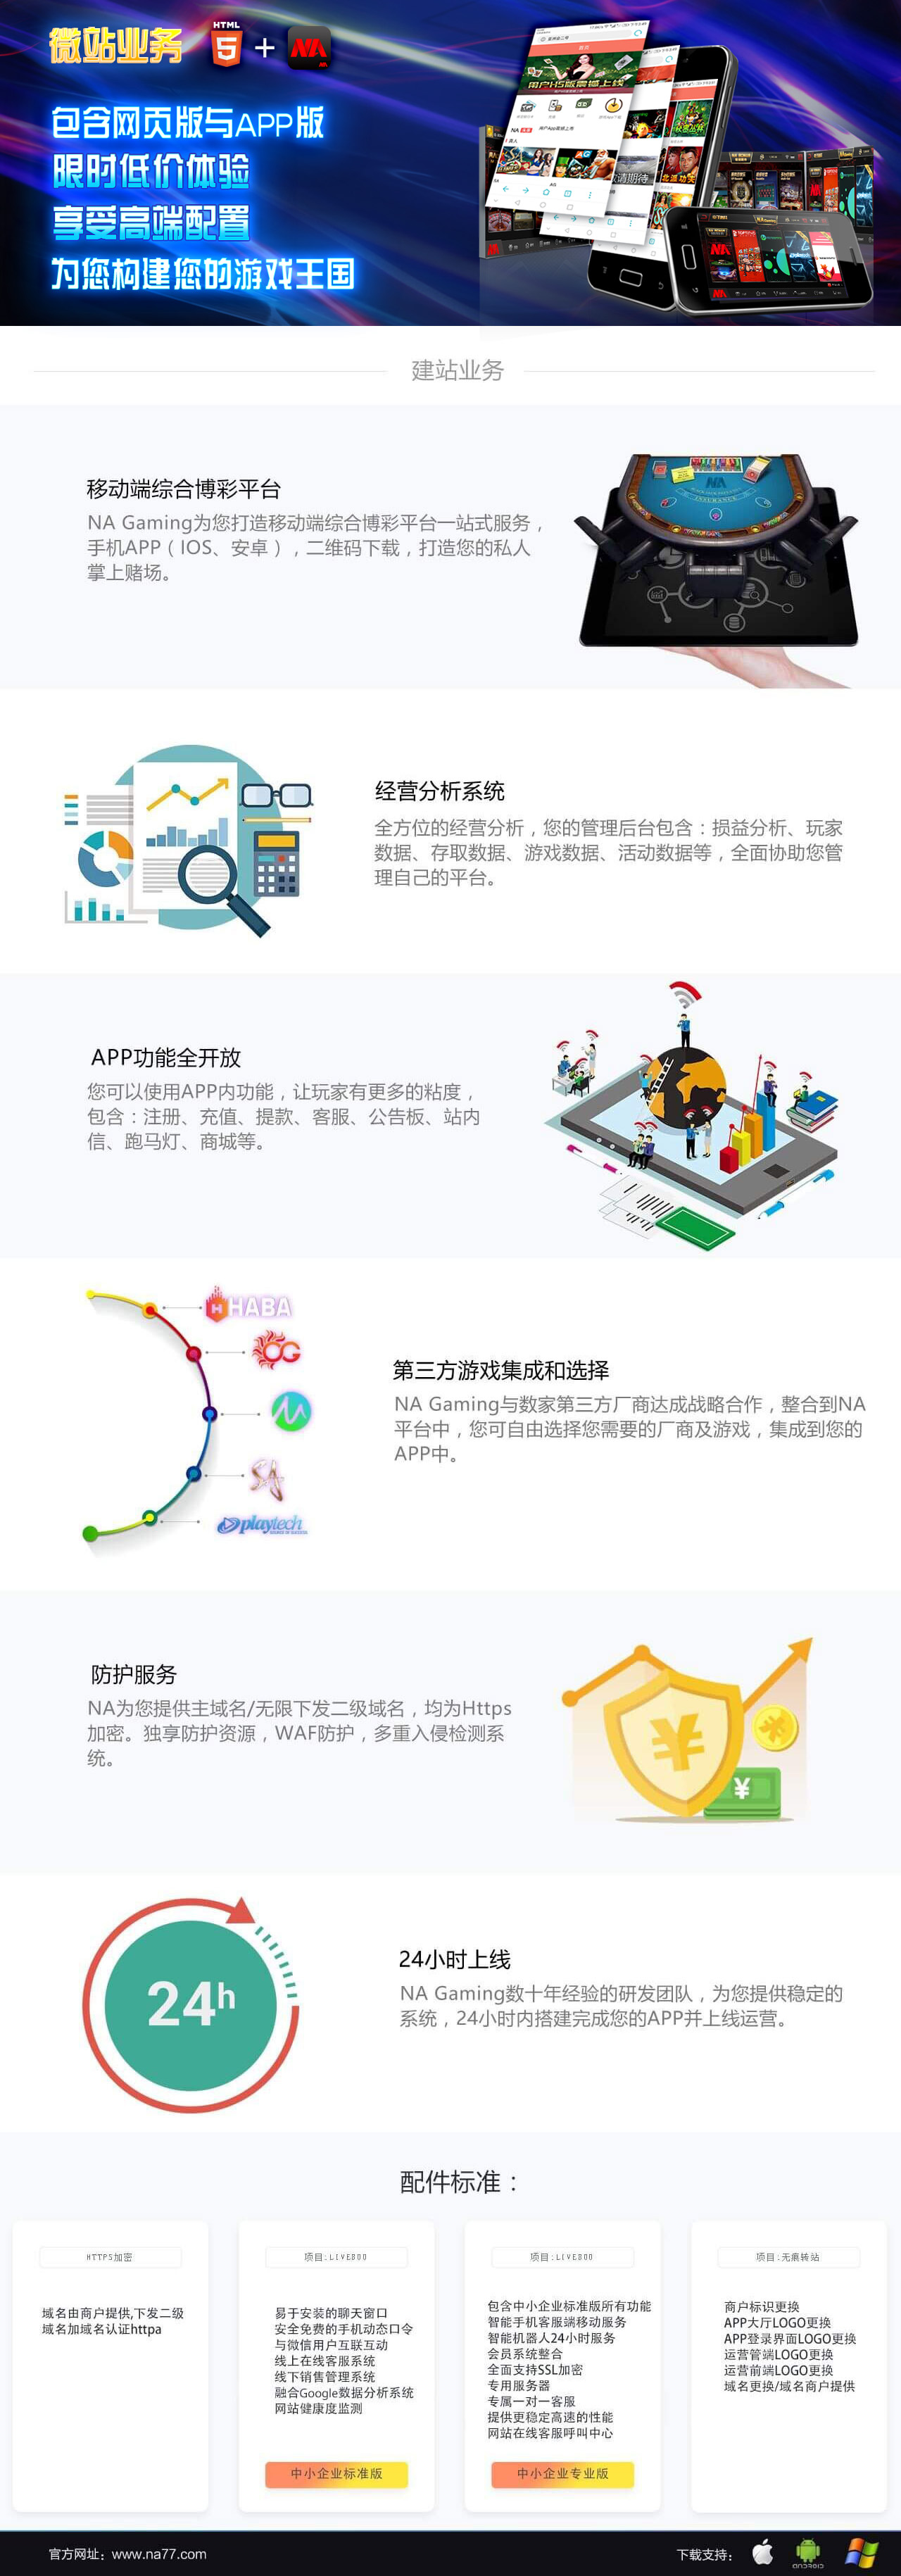 微站业务
HTML
5
+
NA
包含网页版与APP版
限时低价体验
享受高端配置
为您构建您的游戏王国
用户H5版震撼上线
建站业务
移动端综合博彩平台
NA Gaming为您打造移动端综合博彩平台一站式服务，
手机APP（IOS、安卓），二维码下载，打造您的私人
掌上赌场。
NA
INSURANCE
经营分析系统
全方位的经营分析，您的管理后台包含：损益分析、玩家
数据、存取数据、游戏数据、活动数据等，全面协助您管
理自己的平台。
APP功能全开放
您可以使用APP内功能，让玩家有更多的粘度，
包含：注册、充值、提款、客服、公告板、站内
信、跑马灯、商城等。
HABA
OG
SA
playtech
第三方游戏集成和选择
NA Gaming与数家第三方厂商达成战略合作，整合到NA
平台中，您可自由选择您需要的厂商及游戏，集成到您的
APP中。
防护服务
NA为您提供主域名/无限下发二级域名，均为Https
加密。独享防护资源，WAF防护，多重入侵检测系
统。
¥
¥
¥
24h
24小时上线
NA Gaming数十年经验的研发团队，为您提供稳定的
系统，24小时内搭建完成您的APP并上线运营。
配件标准：
HTTPS加密
域名由商户提供,下发二级
域名加域名认证httpa
项目:LIVE800
易于安装的聊天窗口
安全免费的手机动态口令
与微信用户互联互动
线上在线客服系统
线下销售管理系统
融合Google数据分析系统
网站健康度监测
中小企业标准版
项目:LIVE800
包含中小企业标准版所有功能
智能手机客服端移动服务
智能机器人24小时服务
会员系统整合
全面支持SSL加密
专用服务器
专属一对一客服
提供更稳定高速的性能
网站在线客服呼叫中心
中小企业专业版
项目:无痕转站
商户标识更换
APP大厅LOGO更换
APP登录界面LOGO更换
运营管端LOGO更换
运营前端LOGO更换
域名更换/域名商户提供
官方网址：www.na77.com
下载支持：
ANDROID